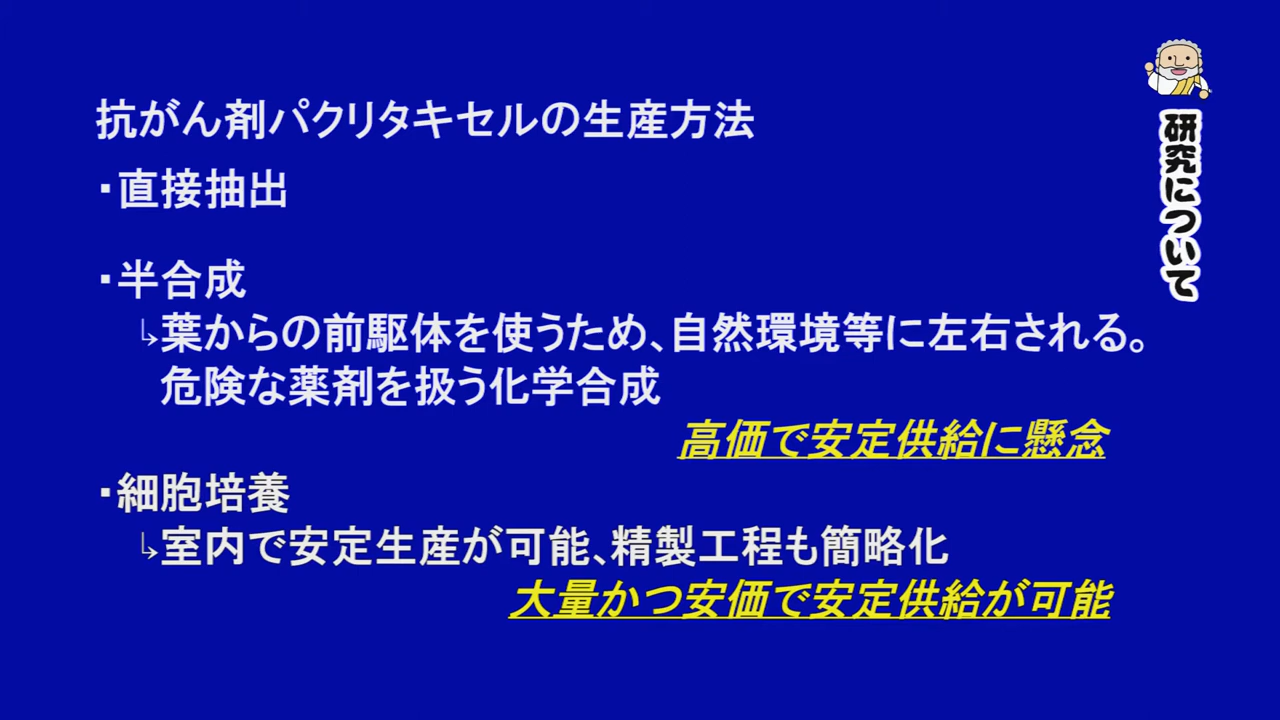 抗がん剤パクリタキセルの生産方法
・直接抽出
・半合成
↳葉からの前駆体を使うため、自然環境等に左右される。
危険な薬剤を扱う化学合成
高価で安定供給に懸念
・細胞培養
↳室内で安定生産が可能、精製工程も簡略化
大量かつ安価で安定供給が可能
研究について